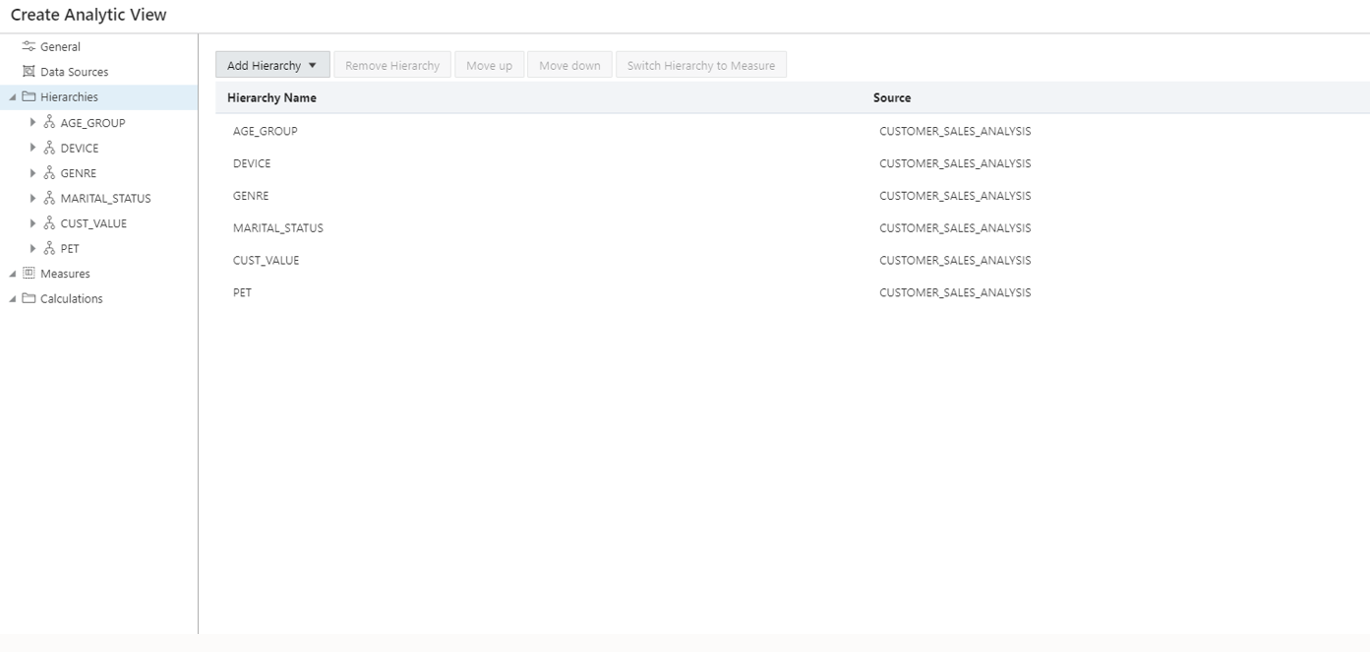 Create Analytic View
General
Data Sources
Hierarchies
AGE_GROUP
DEVICE
GENRE
MARITAL_STATUS
CUST_VALUE
PET
Measures
Calculations
Add Hierarchy Remove Hierarchy Move up Move down Switch Hierarchy to Measure
Hierarchy Name Source
AGE_GROUP CUSTOMER_SALES_ANALYSIS
DEVICE CUSTOMER_SALES_ANALYSIS
GENRE CUSTOMER_SALES_ANALYSIS
MARITAL_STATUS CUSTOMER_SALES_ANALYSIS
CUST_VALUE CUSTOMER_SALES_ANALYSIS
PET CUSTOMER_SALES_ANALYSIS